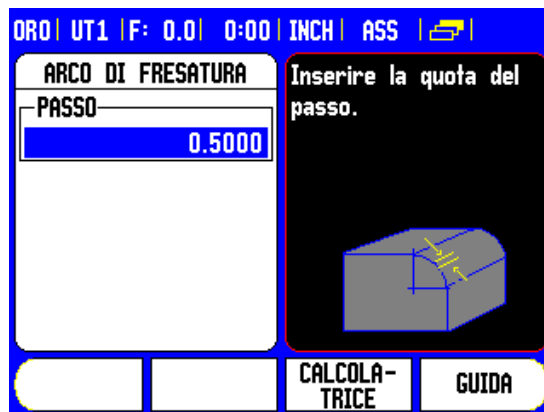 ORO| UT1 |F: 0.0| 0:00| INCH| ASS |
ARCO DI FRESATURA
PASSO
0.5000
Inserire la quota del
passo.
CALCOLA-
TRICE
GUIDA